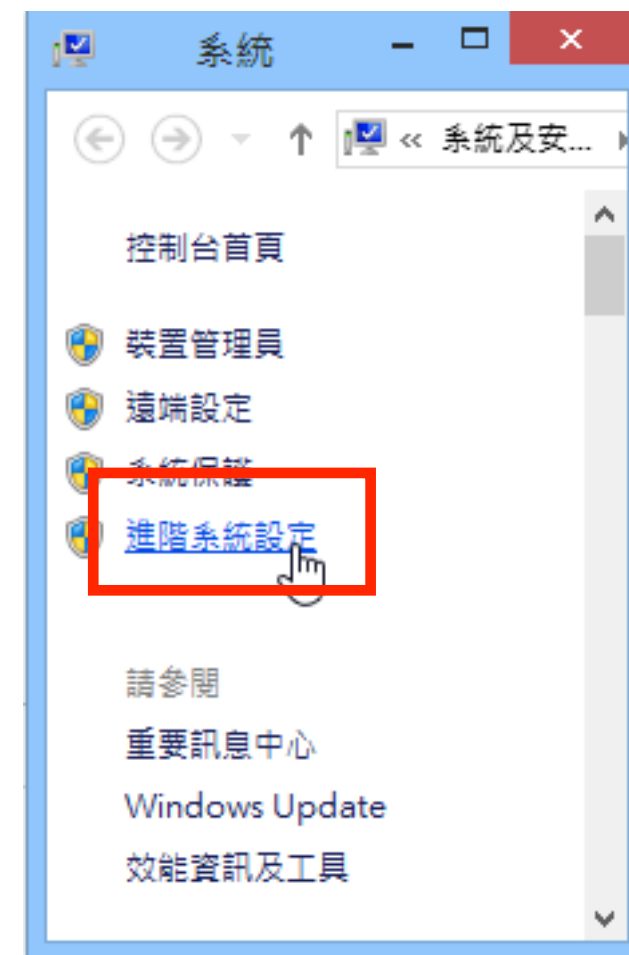 系統
« 系統及安...
控制台首頁
裝置管理員
遠端設定
系統保護
進階系統設定
請參閱
重要訊息中心
Windows Update
效能資訊及工具